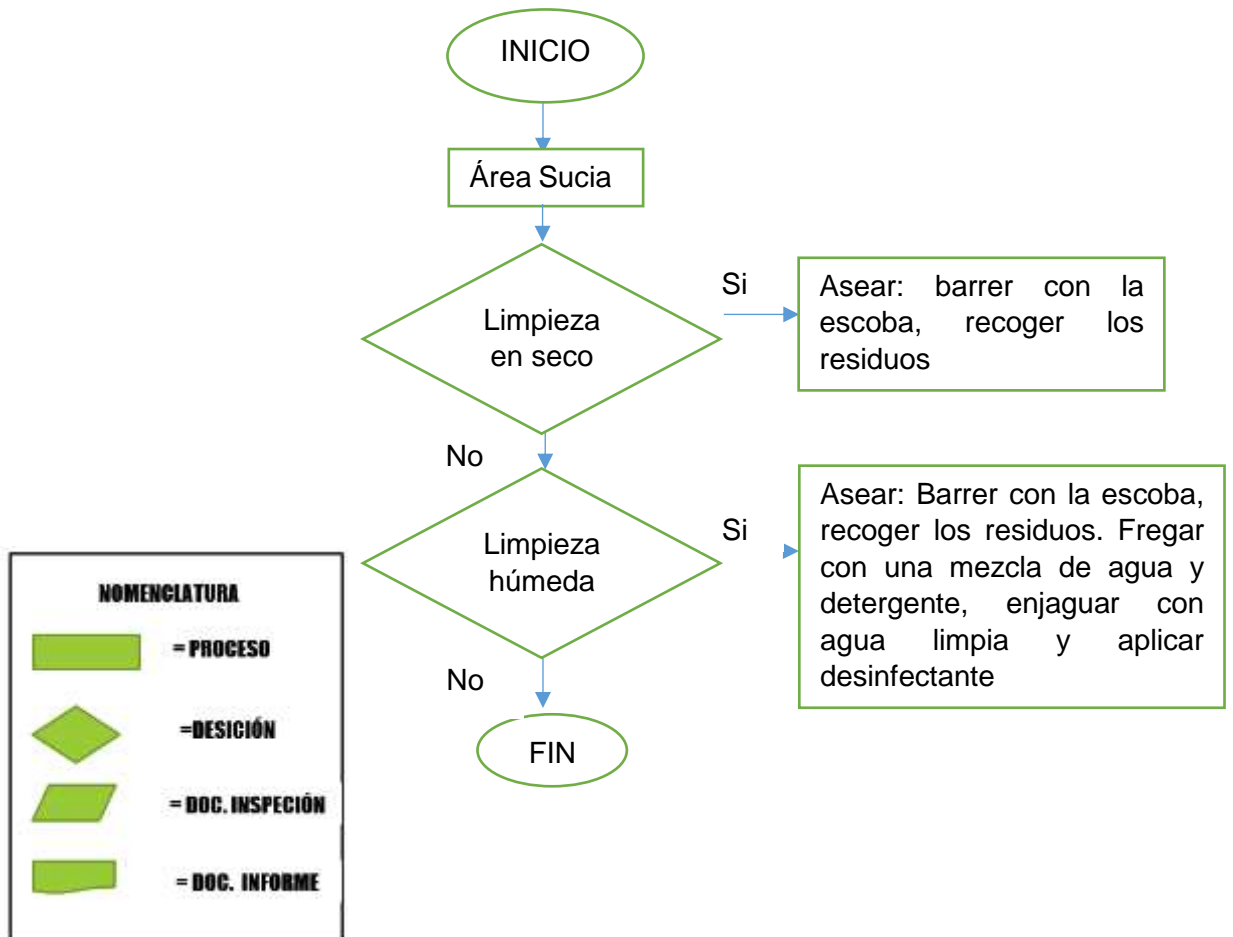 INICIO
Área Sucia
Limpieza
en seco
Si
Asear: barrer con la
escoba, recoger los
residuos
No
Limpieza
húmeda
Si
Asear: Barrer con la escoba,
recoger los residuos. Fregar
con una mezcla de agua y
detergente, enjaguar con
agua limpia y aplicar
desinfectante
No
FIN
NOMENCLATURA
= PROCESO
=DESICIÓN
= DOC. INSPECIÓN
= DOC. INFORME